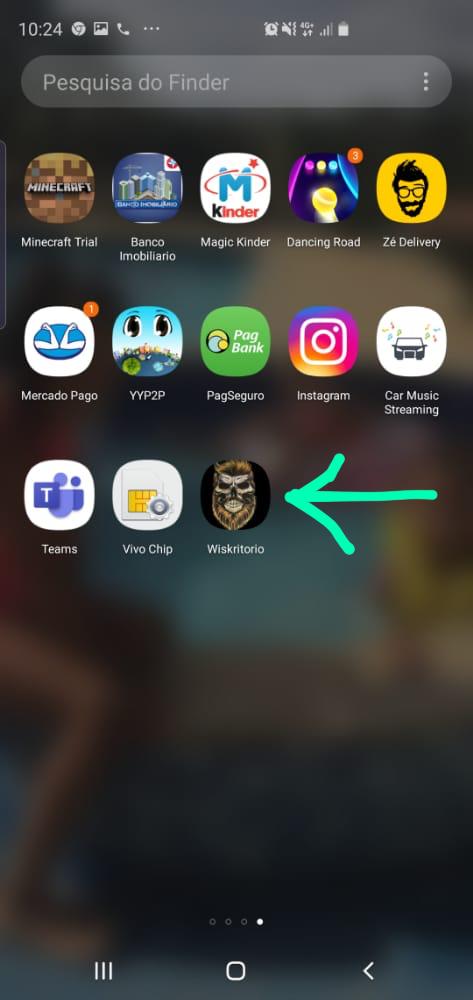 10:24
4G+
Pesquisa do Finder
MINECRAFT
BANCO IMOBILIÁRIO
Kinder
3
Minecraft Trial
Banco
Imobiliario
Magic Kinder
Dancing Road
Zé Delivery
1
Pag
Bank
Mercado Pago
YYP2P
PagSeguro
Instagram
Car Music
Streaming
T
Teams
Vivo Chip
Wiskritorio